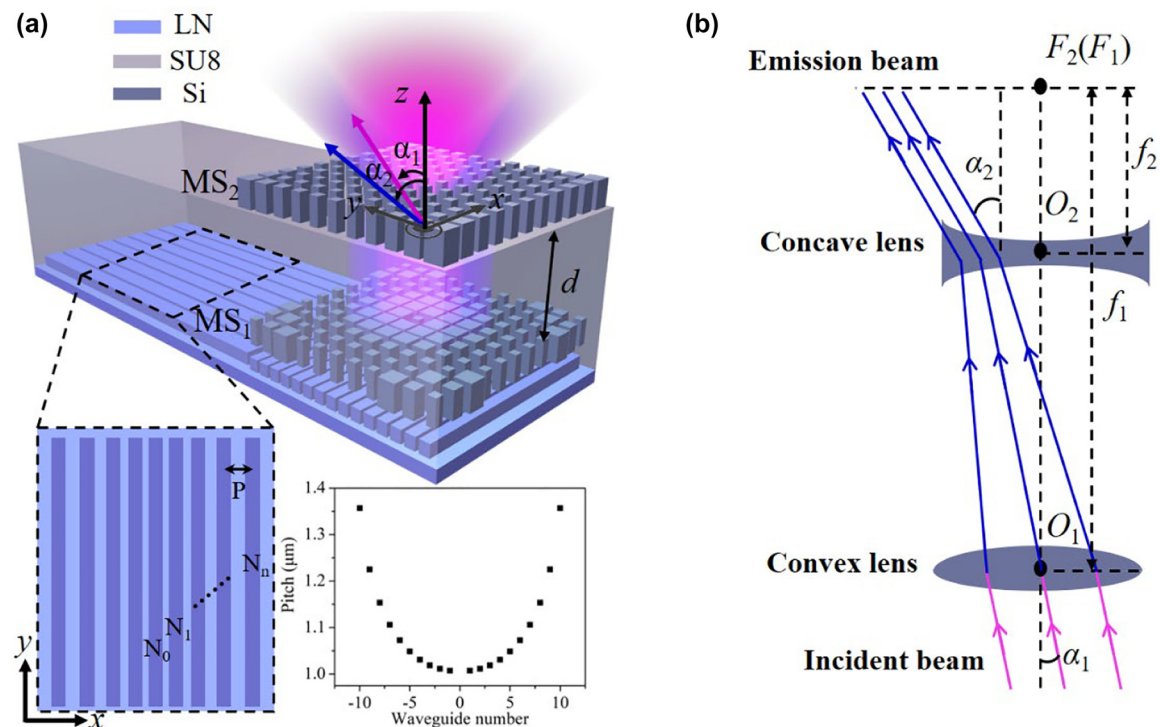 (a)
LN
SU8
Si
z
α₁
α₂
MS₂
y
x
d
MS₁
P
Nₙ
N₁
N₀
y
x
1.4
1.3
1.2
1.1
1.0
Pitch (μm)
-10 -5 0 5 10
Waveguide number
(b)
Emission beam
F₂(F₁)
f₂
α₂
O₂
Concave lens
f₁
O₁
Convex lens
Incident beam
α₁